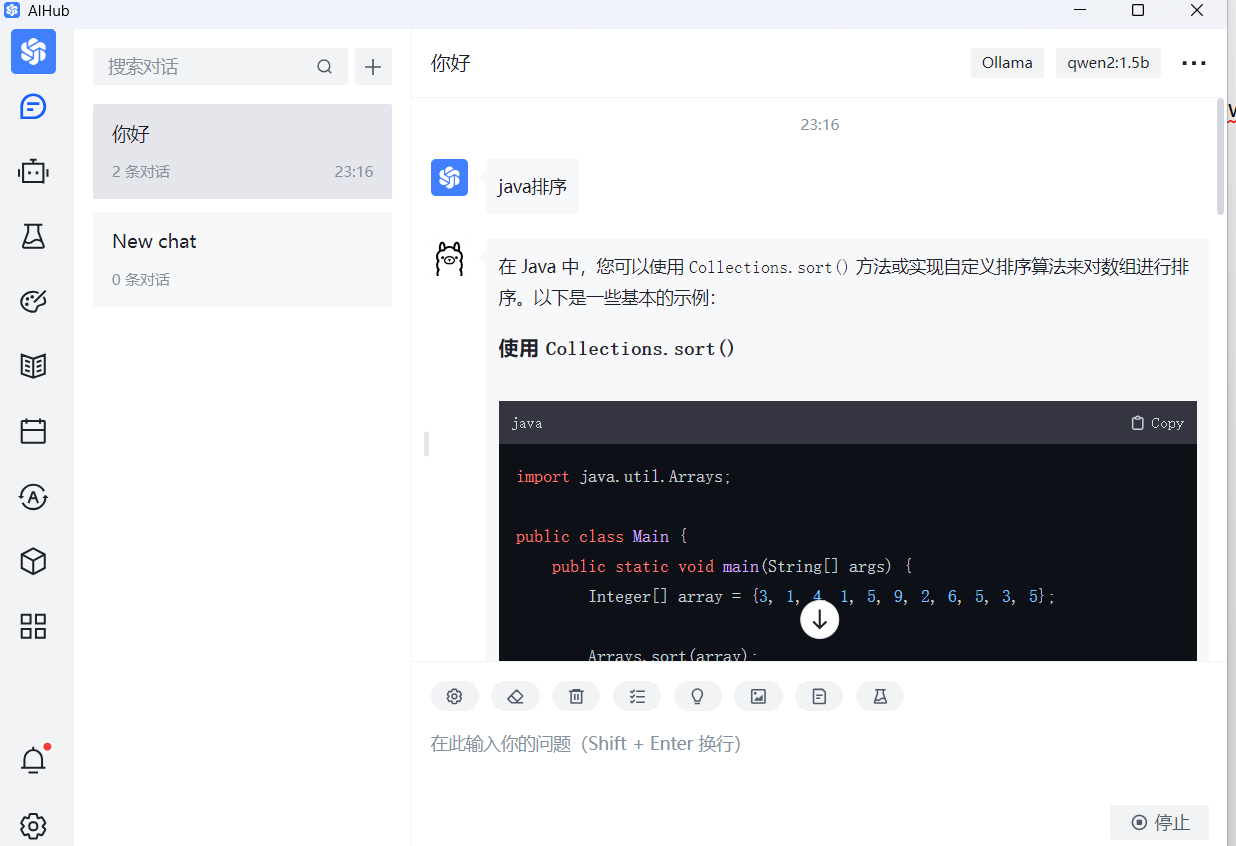 AIHub
搜索对话
你好
2 条对话
23:16
New chat
0 条对话
你好
Ollama
qwen2:1.5b
23:16
java排序
在 Java 中，您可以使用 Collections.sort() 方法或实现自定义排序算法来对数组进行排
序。以下是一些基本的示例：
使用 Collections.sort()
java
Copy
import java.util.Arrays;
public class Main {
public static void main(String[] args) {
Integer[] array = {3, 1, 4, 1, 5, 9, 2, 6, 5, 3, 5};
Arrays.sort(array);
在此输入你的问题（Shift + Enter 换行）
停止